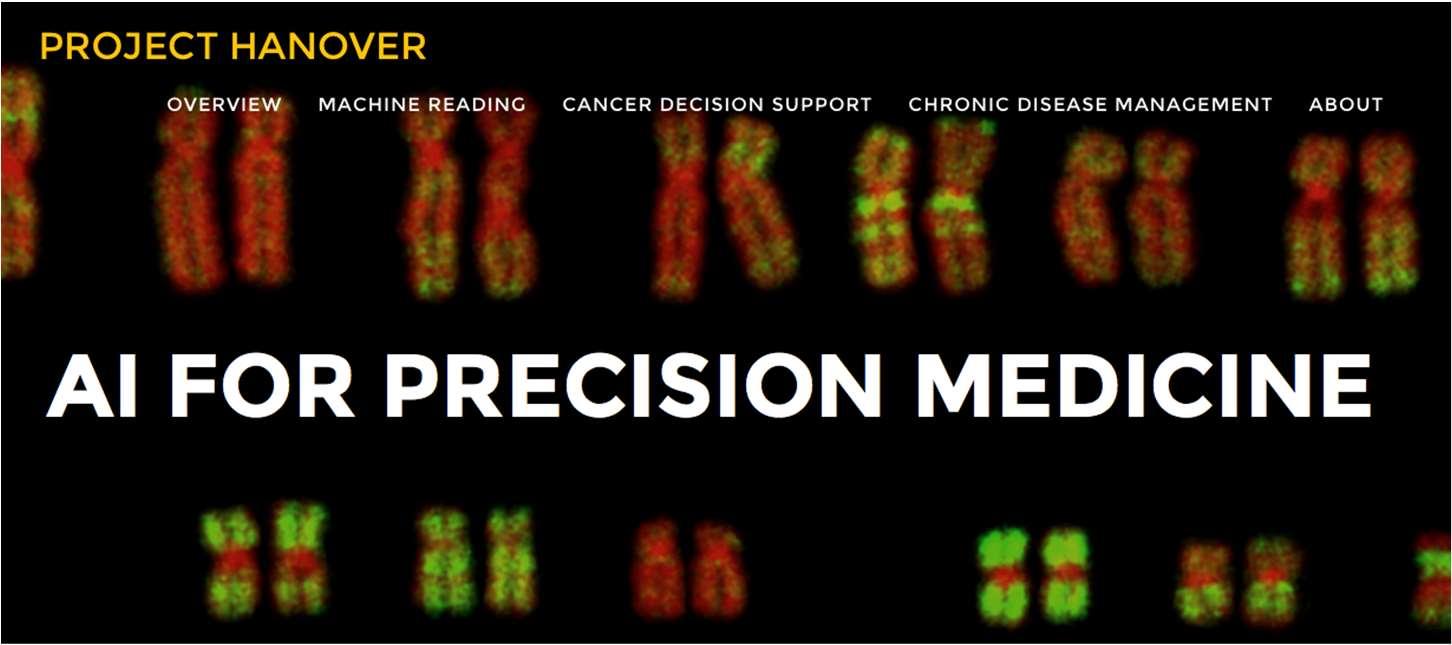 PROJECT HANOVER
OVERVIEW MACHINE READING CANCER DECISION SUPPORT CHRONIC DISEASE MANAGEMENT ABOUT
AI FOR PRECISION MEDICINE